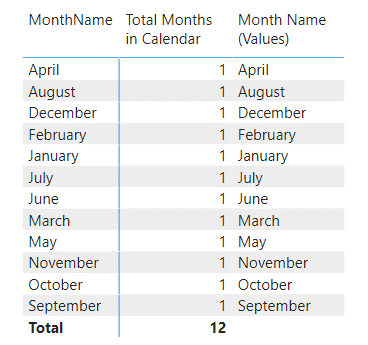 MonthName Total Months in Calendar Month Name (Values)
April 1 April
August 1 August
December 1 December
February 1 February
January 1 January
July 1 July
June 1 June
March 1 March
May 1 May
November 1 November
October 1 October
September 1 September
Total 12